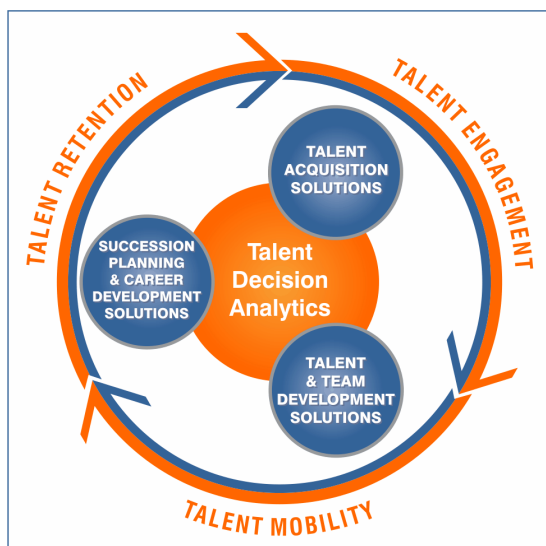 TALENT RETENTION
TALENT ENGAGEMENT
TALENT
ACQUISITION
SOLUTIONS
SUCCESSION
PLANNING
& CAREER
DEVELOPMENT
SOLUTIONS
Talent
Decision
Analytics
TALENT
& TEAM
DEVELOPMENT
SOLUTIONS
TALENT MOBILITY